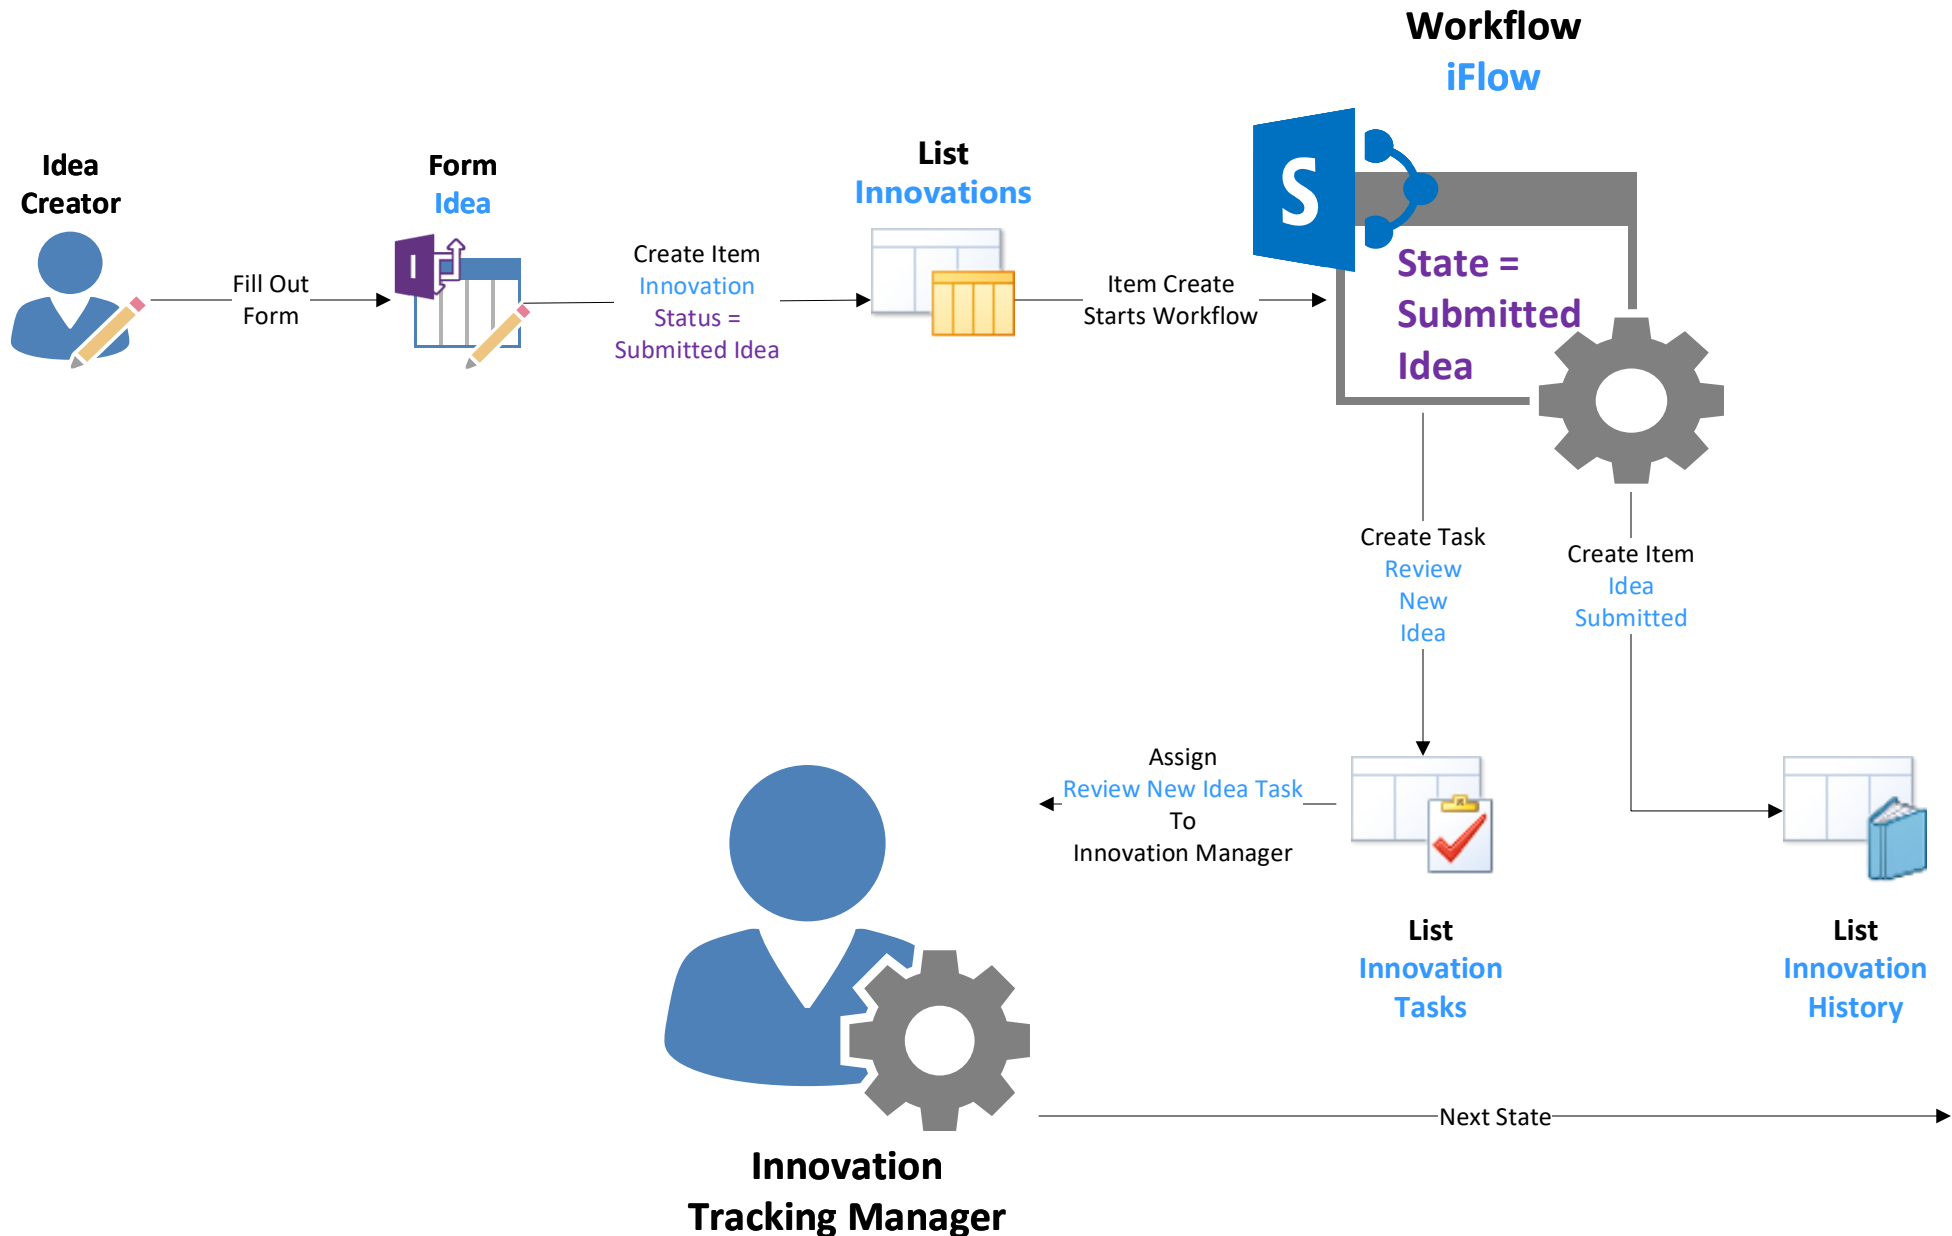 Workflow
iFlow
Idea
Creator
Form
Idea
List
Innovations
Fill Out
Form
I
Create Item
Innovation
Status =
Submitted Idea
Item Create
Starts Workflow
S
State =
Submitted
Idea
Create Task
Review
New
Idea
Create Item
Idea
Submitted
Assign
Review New Idea Task
To
Innovation Manager
List
Innovation
Tasks
List
Innovation
History
Next State
Innovation
Tracking Manager